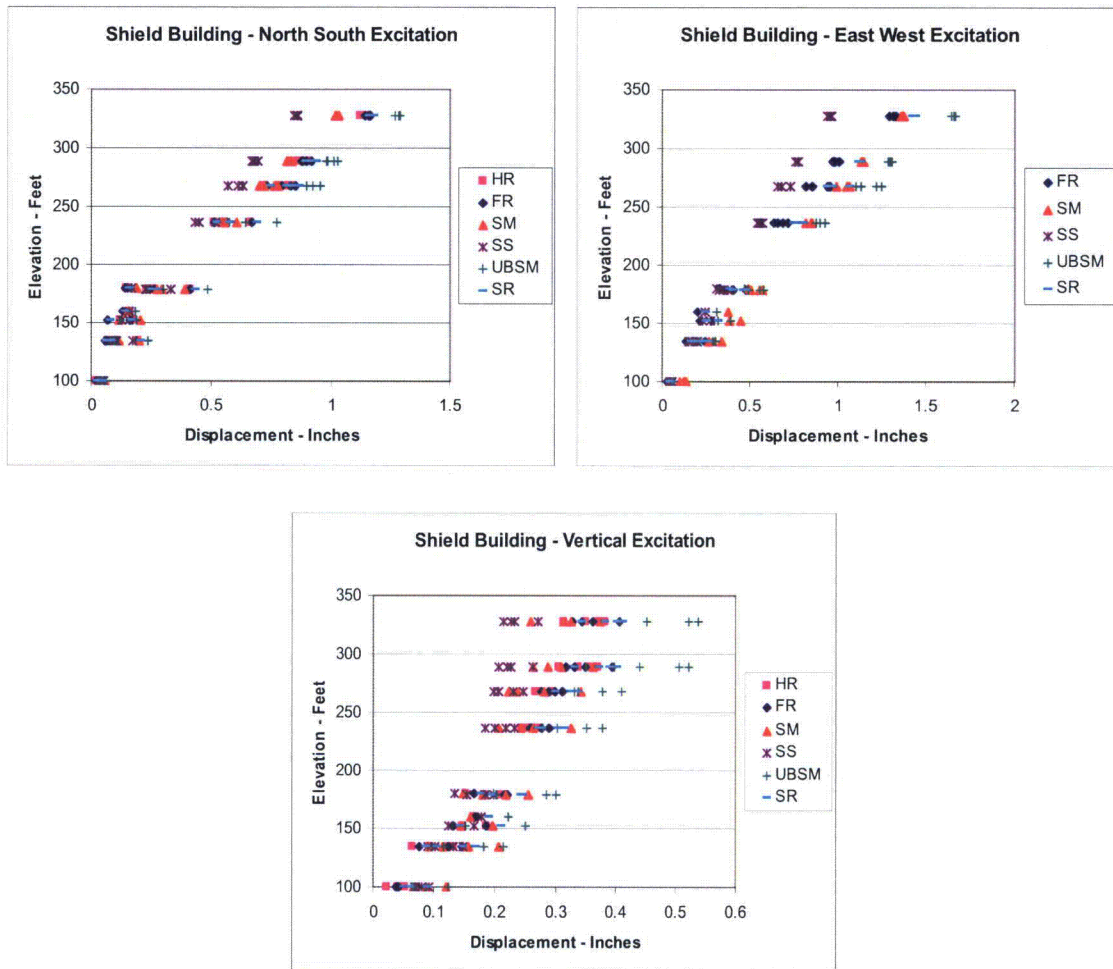 Shield Building - North South Excitation
350
300
250
200
150
100
0
0.5
1
1.5
Elevation - Feet
Displacement - Inches
HR
FR
SM
SS
UBSM
SR
Shield Building - East West Excitation
350
300
250
200
150
100
0
0.5
1
1.5
2
Elevation - Feet
Displacement - Inches
FR
SM
SS
UBSM
SR
Shield Building - Vertical Excitation
350
300
250
200
150
100
0
0.1
0.2
0.3
0.4
0.5
0.6
Elevation - Feet
Displacement - Inches
HR
FR
SM
SS
UBSM
SR